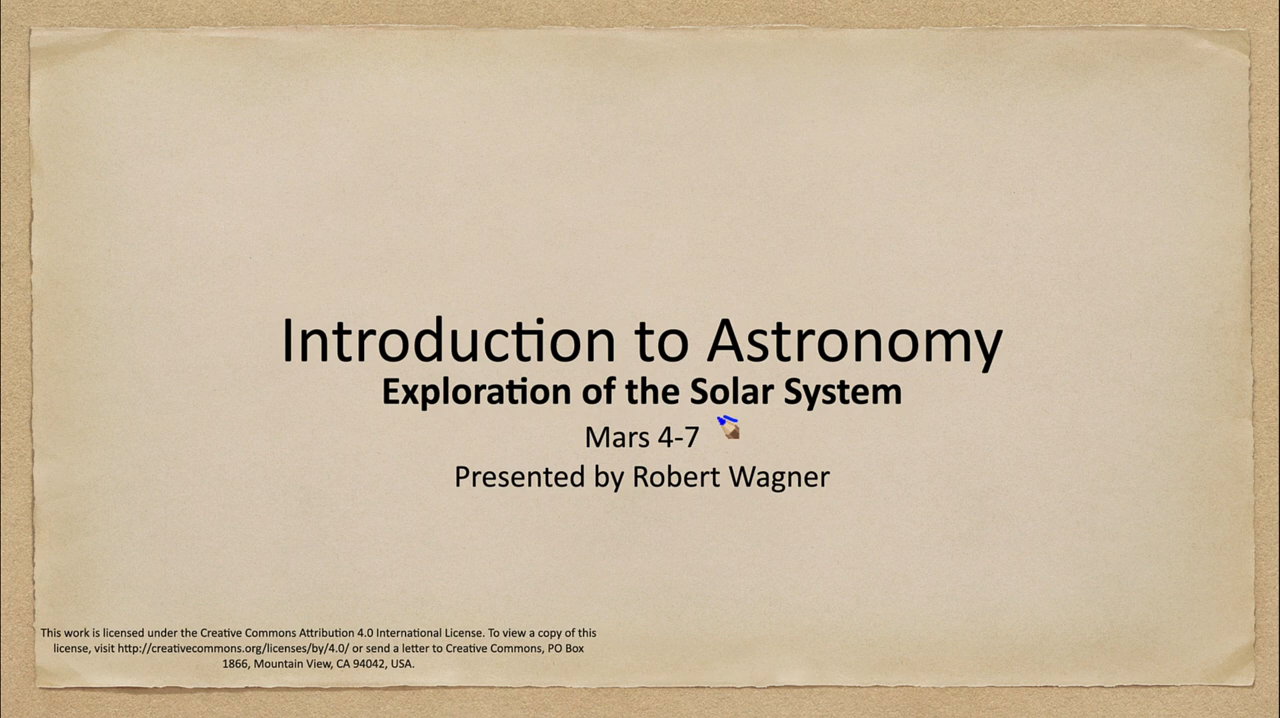 Introduction to Astronomy
Exploration of the Solar System
Mars 4-7
Presented by Robert Wagner
This work is licensed under the Creative Commons Attribution 4.0 International License. To view a copy of this
license, visit http://creativecommons.org/licenses/by/4.0/ or send a letter to Creative Commons, PO Box
1866, Mountain View, CA 94042, USA.